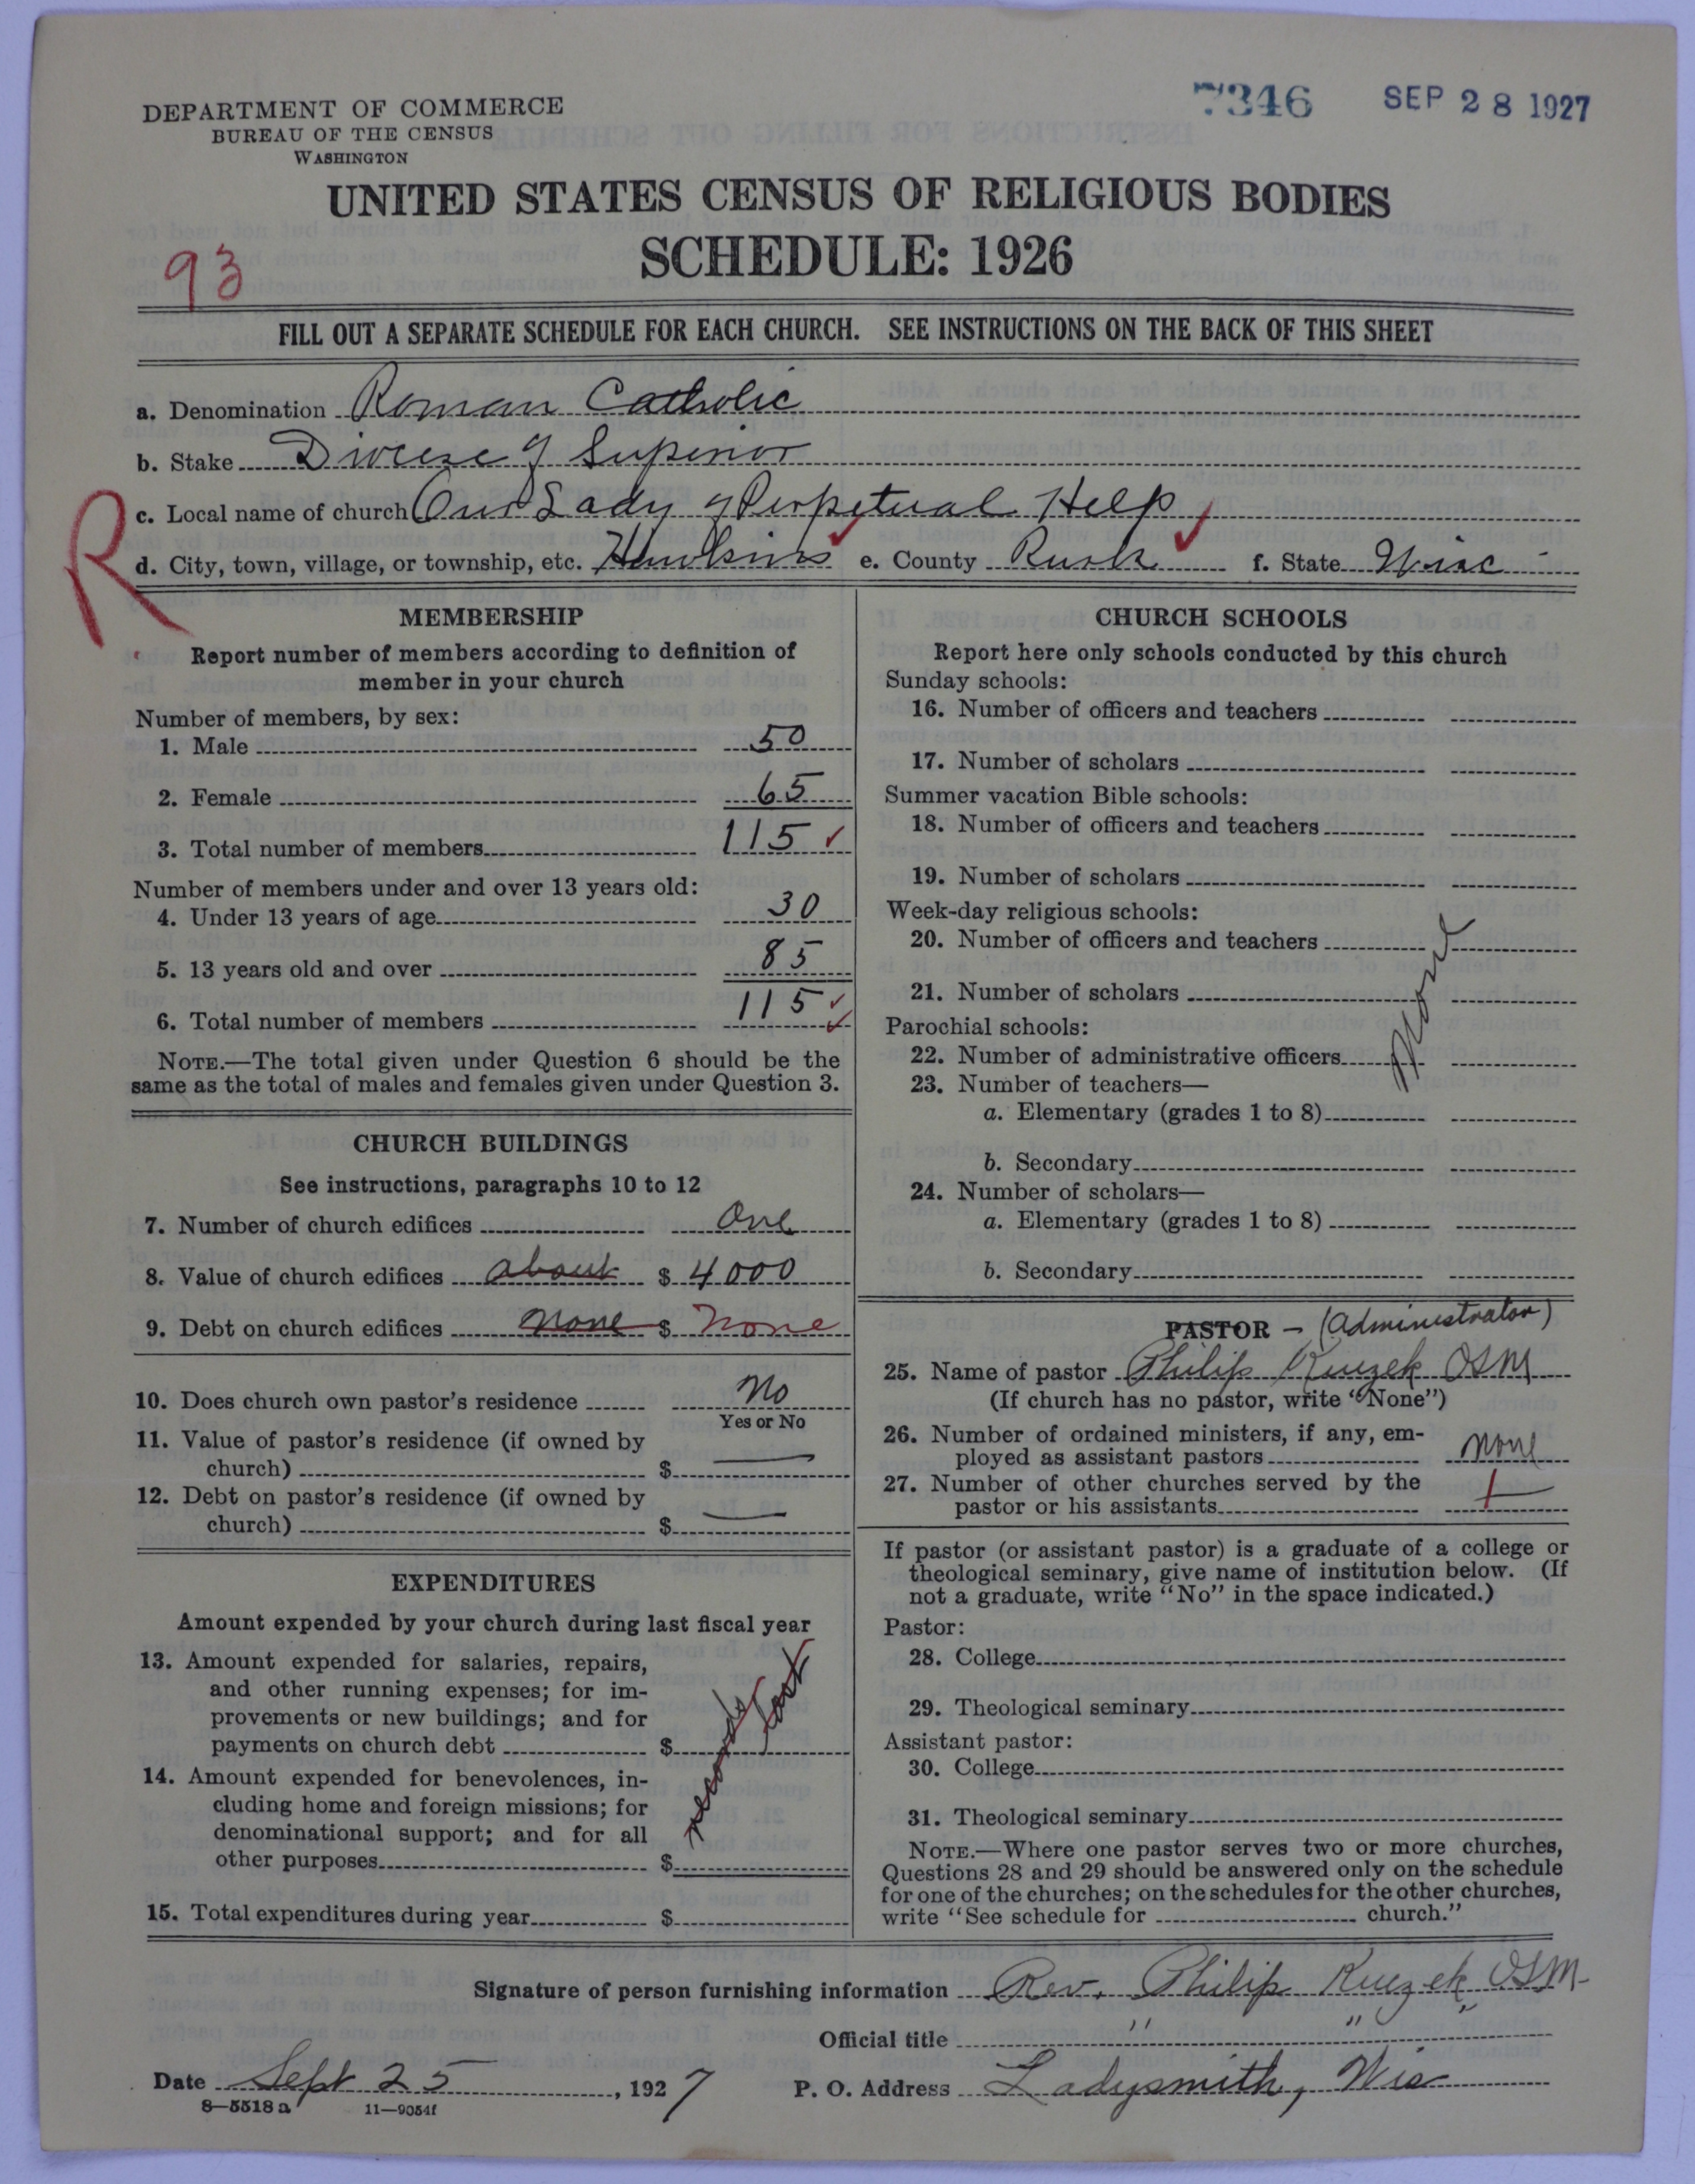 7346 SEP 28 1927
DEPARTMENT OF COMMERCE
BUREAU OF THE CENSUS
WASHINGTON
UNITED STATES CENSUS OF RELIGIOUS BODIES
SCHEDULE: 1926
93
FILL OUT A SEPARATE SCHEDULE FOR EACH CHURCH. SEE INSTRUCTIONS ON THE BACK OF THIS SHEET
a. Denomination Roman Catholic
b. Stake Diocese of Superior
c. Local name of church Our Lady of Perpetual Help
R
d. City, town, village, or township, etc. Hawkins e. County Rusk f. State Wisc
MEMBERSHIP
Report number of members according to definition of
member in your church
Number of members, by sex:
1. Male 50
2. Female 65
3. Total number of members 115
Number of members under and over 13 years old:
4. Under 13 years of age 30
5. 13 years old and over 85
6. Total number of members 115
NOTE.—The total given under Question 6 should be the
same as the total of males and females given under Question 3.
CHURCH BUILDINGS
See instructions, paragraphs 10 to 12
7. Number of church edifices One
8. Value of church edifices about $ 4000
9. Debt on church edifices none $ None
10. Does church own pastor's residence No
Yes or No
11. Value of pastor's residence (if owned by
church) $ —
12. Debt on pastor's residence (if owned by
church) $ —
EXPENDITURES
Amount expended by your church during last fiscal year
13. Amount expended for salaries, repairs,
and other running expenses; for im-
provements or new buildings; and for
payments on church debt $
records lost
14. Amount expended for benevolences, in-
cluding home and foreign missions; for
denominational support; and for all
other purposes $
15. Total expenditures during year $
CHURCH SCHOOLS
Report here only schools conducted by this church
Sunday schools:
16. Number of officers and teachers
17. Number of scholars
Summer vacation Bible schools:
18. Number of officers and teachers
19. Number of scholars
Week-day religious schools:
20. Number of officers and teachers
None
21. Number of scholars
Parochial schools:
22. Number of administrative officers
23. Number of teachers—
a. Elementary (grades 1 to 8)
b. Secondary
24. Number of scholars—
a. Elementary (grades 1 to 8)
b. Secondary
PASTOR – (Administrator)
25. Name of pastor Philip Kuzek OSM
(If church has no pastor, write "None")
26. Number of ordained ministers, if any, em-
ployed as assistant pastors none
27. Number of other churches served by the
pastor or his assistants 1
If pastor (or assistant pastor) is a graduate of a college or
theological seminary, give name of institution below. (If
not a graduate, write "No" in the space indicated.)
Pastor:
28. College
29. Theological seminary
Assistant pastor:
30. College
31. Theological seminary
NOTE.—Where one pastor serves two or more churches,
Questions 28 and 29 should be answered only on the schedule
for one of the churches; on the schedules for the other churches,
write "See schedule for church."
Signature of person furnishing information Rev. Philip Kuzek OSM
Official title " "
Date Sept 25, 1927 P. O. Address Ladysmith, Wis
8—5518 a 11—9054f